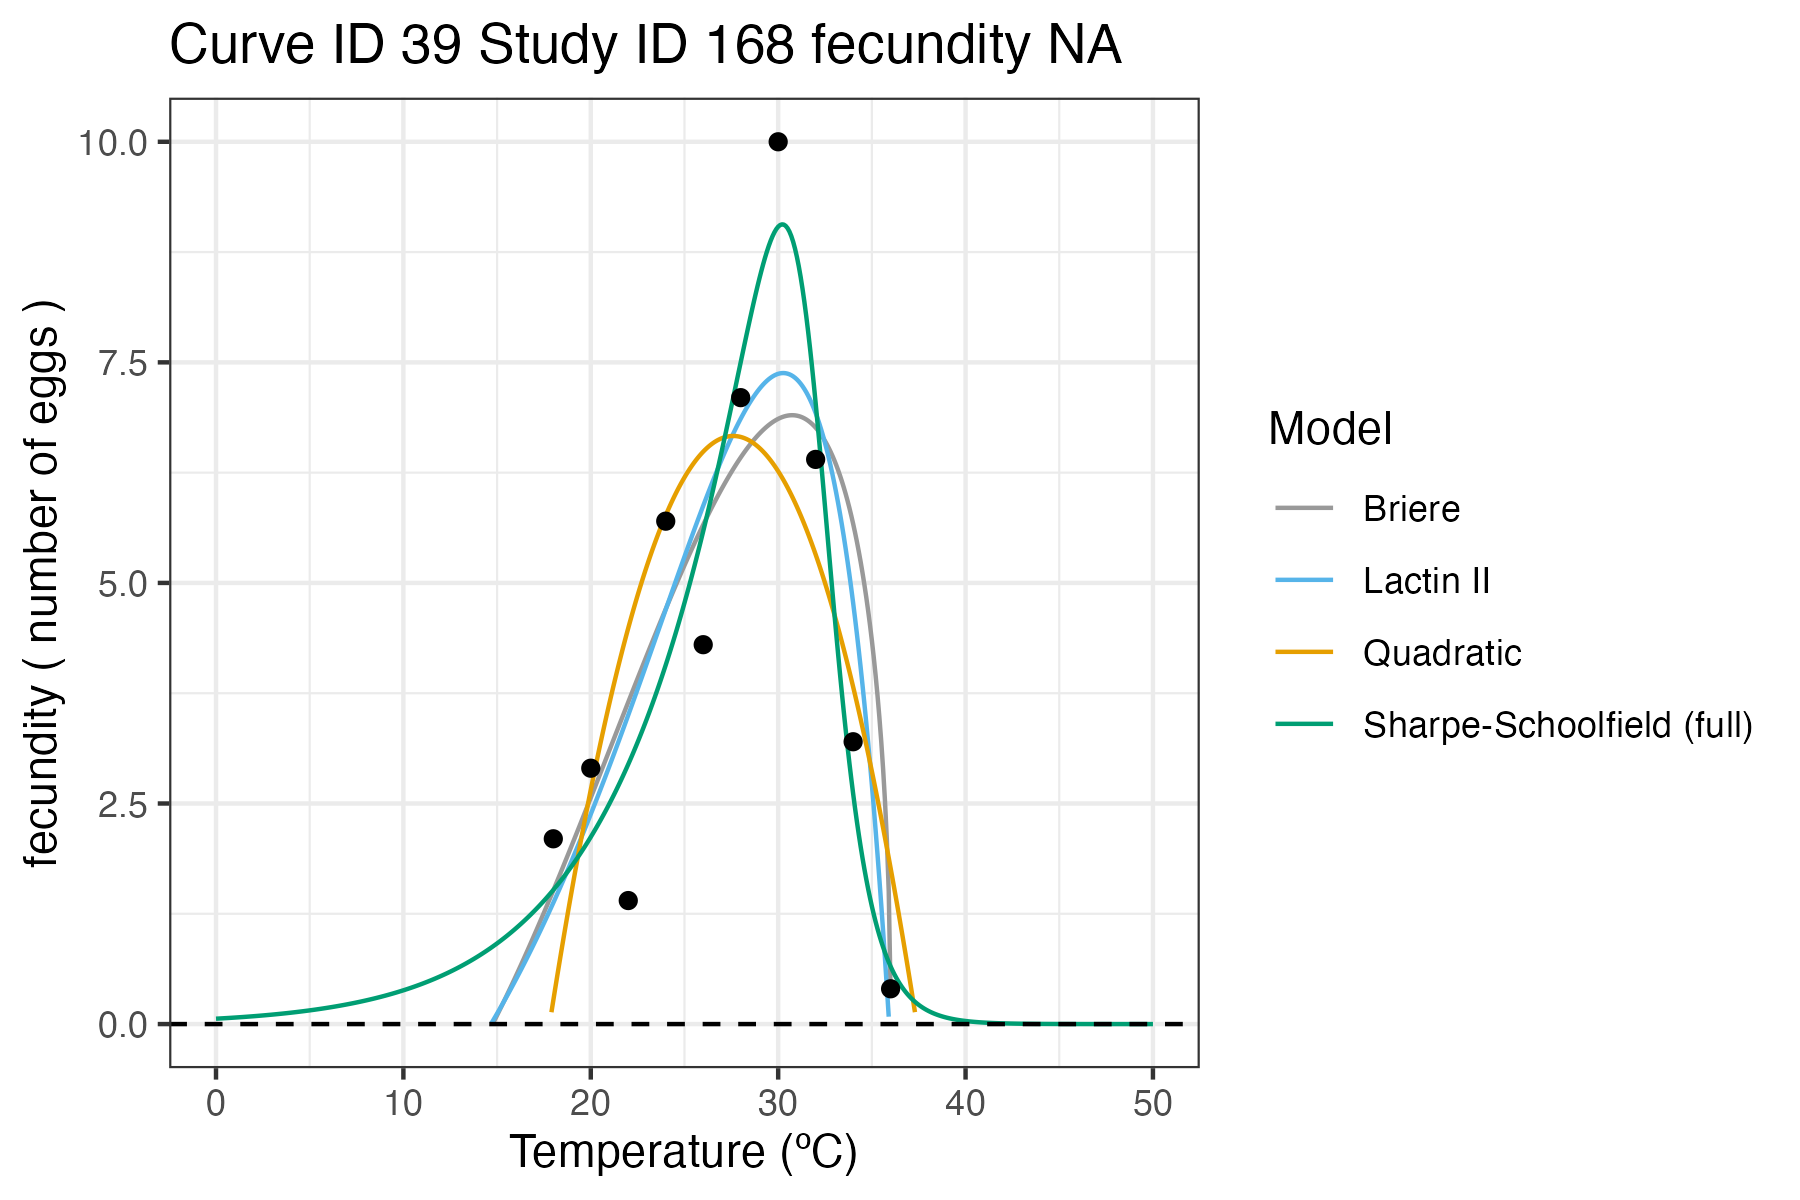 Curve ID 39 Study ID 168 fecundity NA
fecundity ( number of eggs )
10.0
7.5
5.0
2.5
0.0
0 10 20 30 40 50
Temperature (ºC)
Model
Briere
Lactin II
Quadratic
Sharpe-Schoolfield (full)